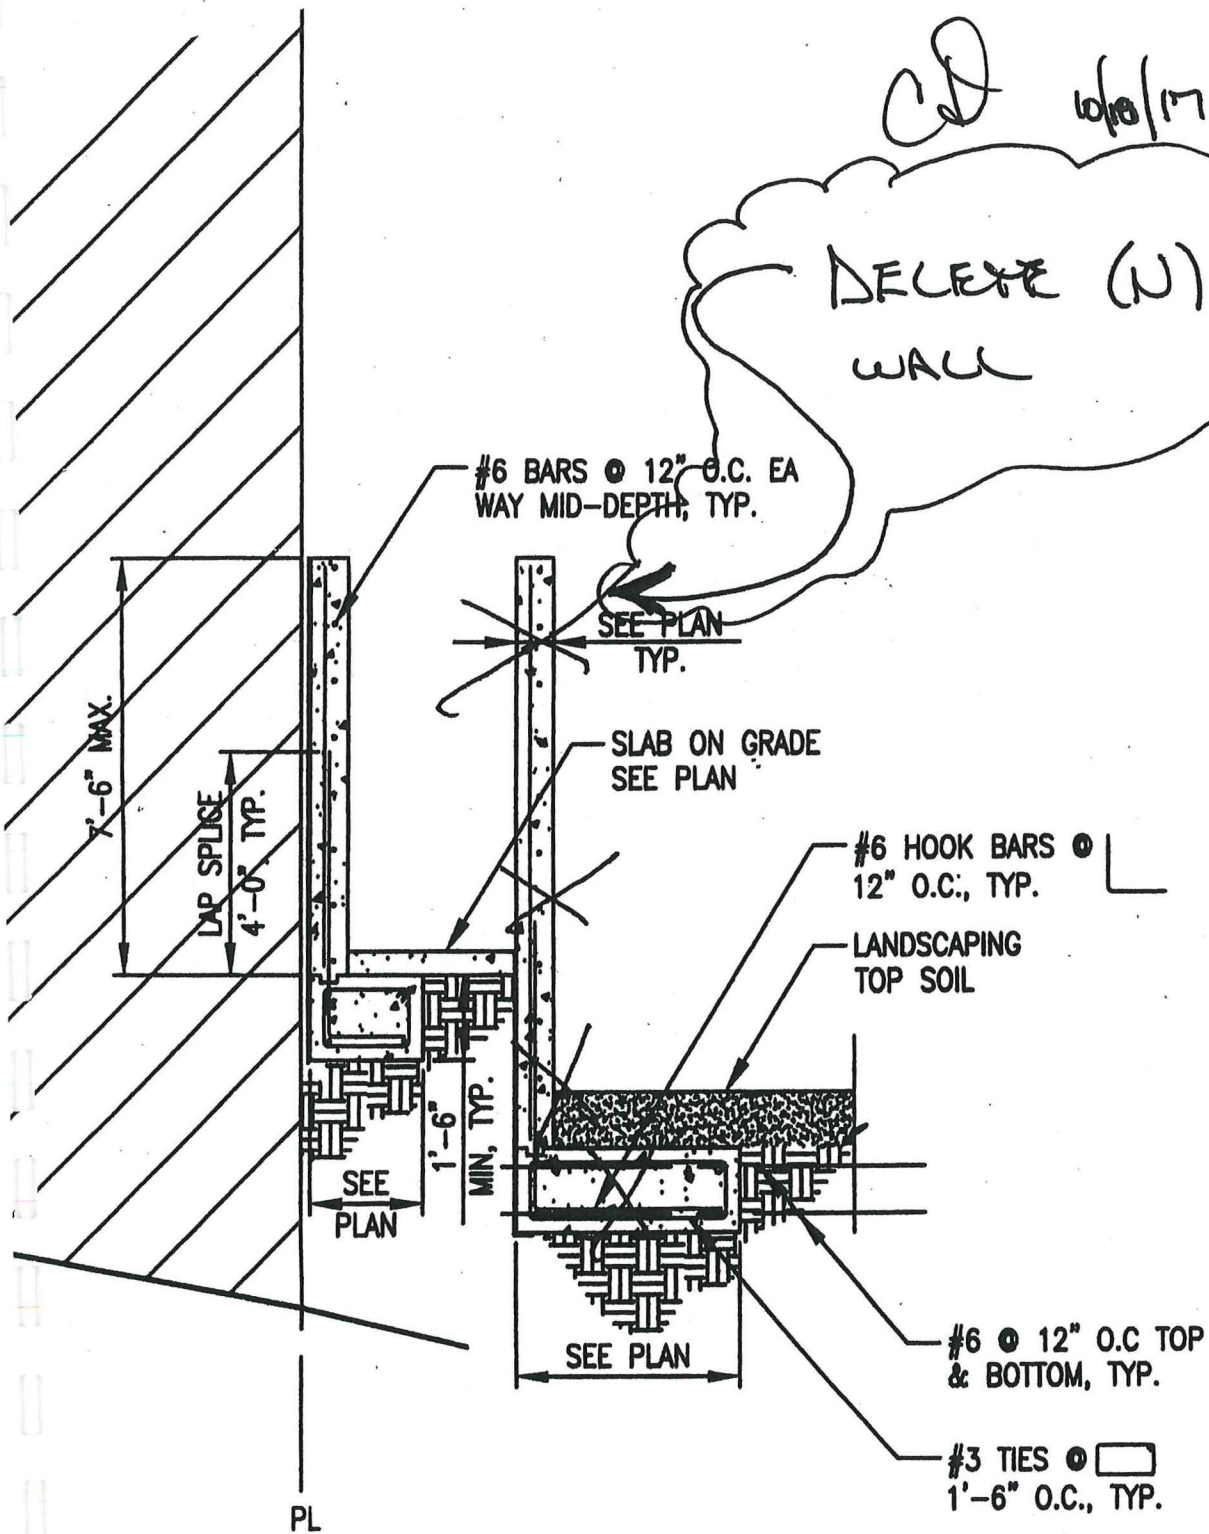 CD 10/18/17
DELETE (N)
WALL
#6 BARS @ 12" O.C. EA
WAY MID-DEPTH, TYP.
SEE PLAN
TYP.
7'-6" MAX.
LAP SPLICE
4'-0" TYP.
SLAB ON GRADE
SEE PLAN
#6 HOOK BARS @
12" O.C., TYP.
LANDSCAPING
TOP SOIL
1'-6"
MIN, TYP.
SEE
PLAN
SEE PLAN
#6 @ 12" O.C TOP
& BOTTOM, TYP.
#3 TIES @
1'-6" O.C., TYP.
PL